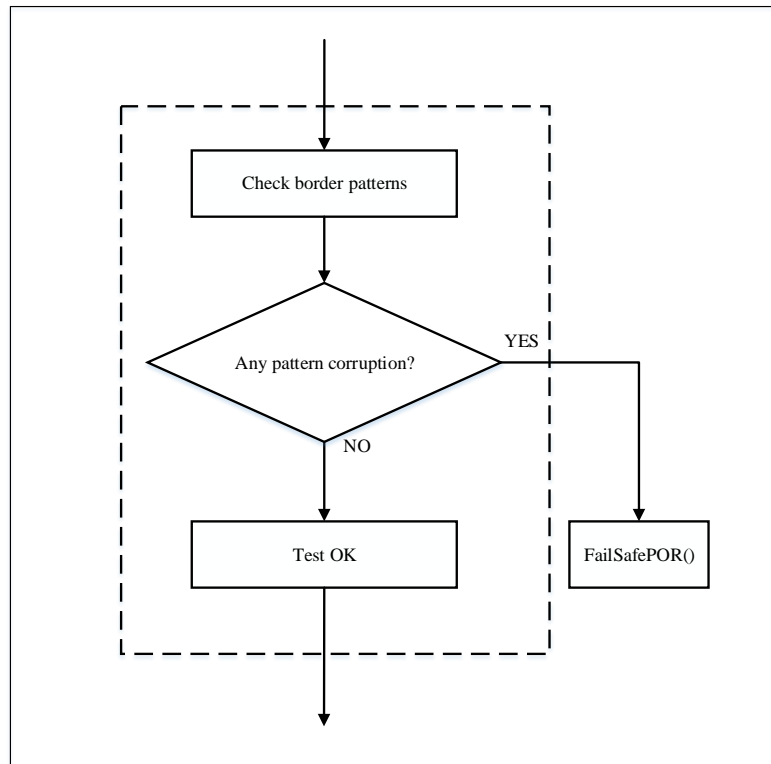 Check border patterns
Any pattern corruption?
YES
NO
Test OK
FailSafePOR()